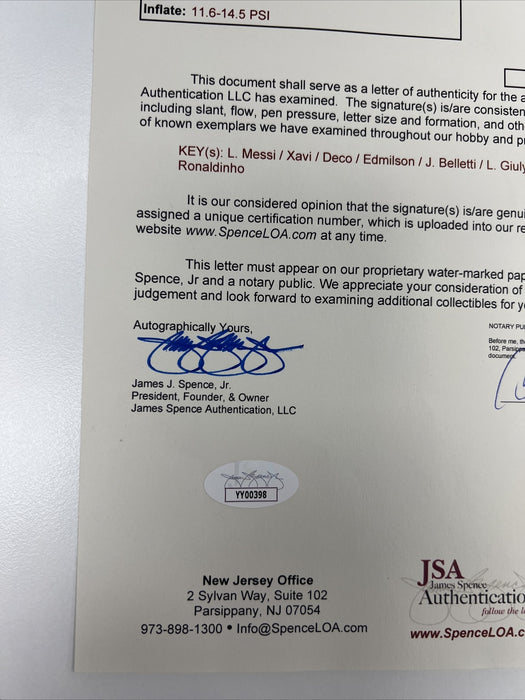 Inflate: 11.6-14.5 PSI
This document shall serve as a letter of authenticity for the
Authentication LLC has examined. The signature(s) is/are
including slant, flow, pen pressure, letter size and formation, and
of known exemplars we have examined throughout our hobby and
KEY(s): L. Messi / Xavi / Deco / Edmilson / J. Belletti / L. Giuly
Ronaldinho
It is our considered opinion that the signature(s) is/are
assigned a unique certification number, which is uploaded into our
website www.SpenceLOA.com at any time.
This letter must appear on our proprietary water-marked
Spence, Jr and a notary public. We appreciate your consideration of
judgement and look forward to examining additional collectibles for
Autographically Yours,
NOTARY
Before me,
102,
document.
James J. Spence, Jr.
President, Founder, & Owner
James Spence Authentication, LLC
YY00398
New Jersey Office
2 Sylvan Way, Suite 102
Parsippany, NJ 07054
973-898-1300 • Info@SpenceLOA.com
JSA
James Spence
Authentication
follow the
www.SpenceLOA.c